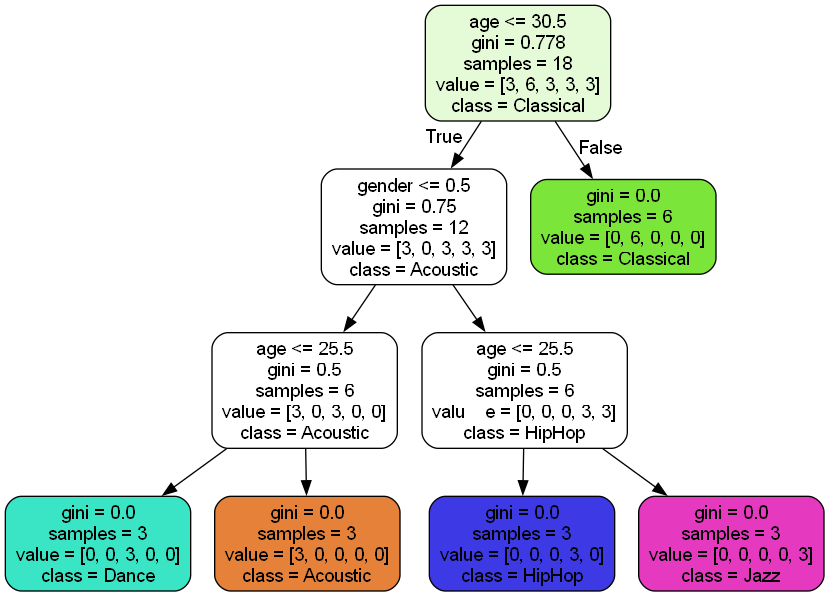 age <= 30.5
gini = 0.778
samples = 18
value = [3, 6, 3, 3, 3]
class = Classical
True
False
gender <= 0.5
gini = 0.75
samples = 12
value = [3, 0, 3, 3, 3]
class = Acoustic
gini = 0.0
samples = 6
value = [0, 6, 0, 0, 0]
class = Classical
age <= 25.5
gini = 0.5
samples = 6
value = [3, 0, 3, 0, 0]
class = Acoustic
age <= 25.5
gini = 0.5
samples = 6
valu e = [0, 0, 0, 3, 3]
class = HipHop
gini = 0.0
samples = 3
value = [0, 0, 3, 0, 0]
class = Dance
gini = 0.0
samples = 3
value = [3, 0, 0, 0, 0]
class = Acoustic
gini = 0.0
samples = 3
value = [0, 0, 0, 3, 0]
class = HipHop
gini = 0.0
samples = 3
value = [0, 0, 0, 0, 3]
class = Jazz